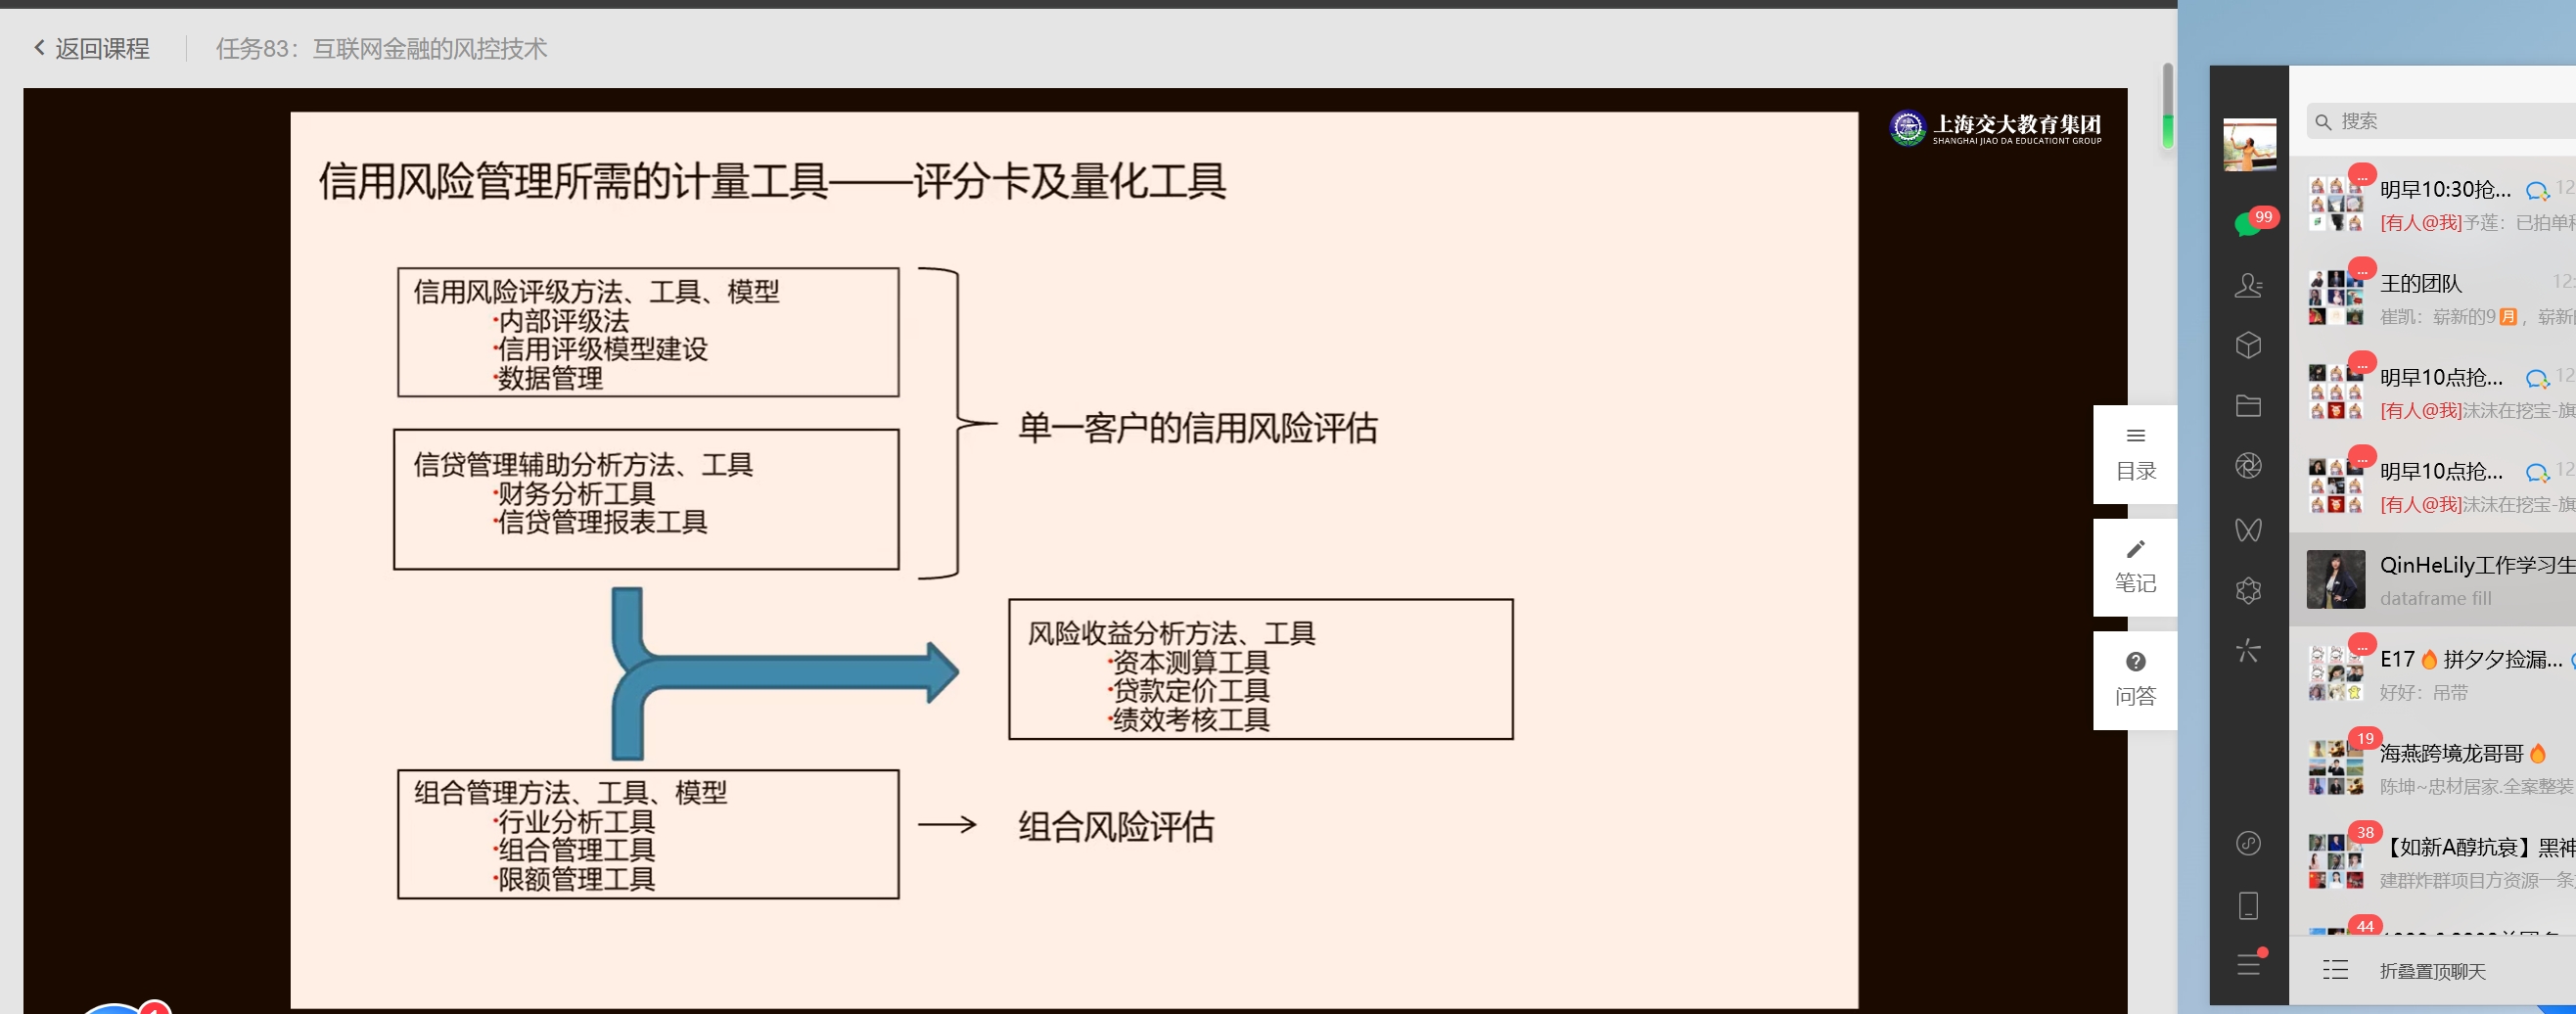 返回课程
任务83：互联网金融的风控技术
上海交大教育集团
SHANGHAI JIAO DA EDUCATIONT GROUP
信用风险管理所需的计量工具——评分卡及量化工具
信用风险评级方法、工具、模型
·内部评级法
·信用评级模型建设
·数据管理
信贷管理辅助分析方法、工具
·财务分析工具
·信贷管理报表工具
单一客户的信用风险评估
风险收益分析方法、工具
·资本测算工具
·贷款定价工具
·绩效考核工具
组合管理方法、工具、模型
·行业分析工具
·组合管理工具
·限额管理工具
组合风险评估
目录
笔记
问答
搜索
99
...
明早10:30抢...
12
[有人@我]予莲：已拍单
...
王的团队
12:
崔凯：崭新的9月，崭新
...
明早10点抢...
12
[有人@我]沫沫在挖宝-旗
...
明早10点抢...
12
[有人@我]沫沫在挖宝-旗
QinHeLily工作学习生
dataframe fill
...
E17🔥拼夕夕捡漏...
好好：吊带
19
海燕跨境龙哥哥🔥
陈坤~忠材居家.全案整装
38
【如新A醇抗衰】黑神
建群炸群项目方资源一条
44
折叠置顶聊天